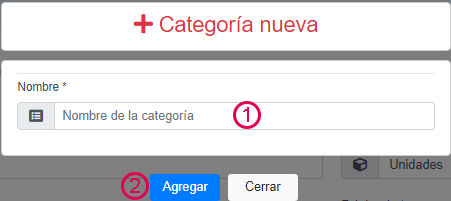 Categoría nueva
Nombre *
Nombre de la categoría 1
Unidades
2 Agregar Cerrar